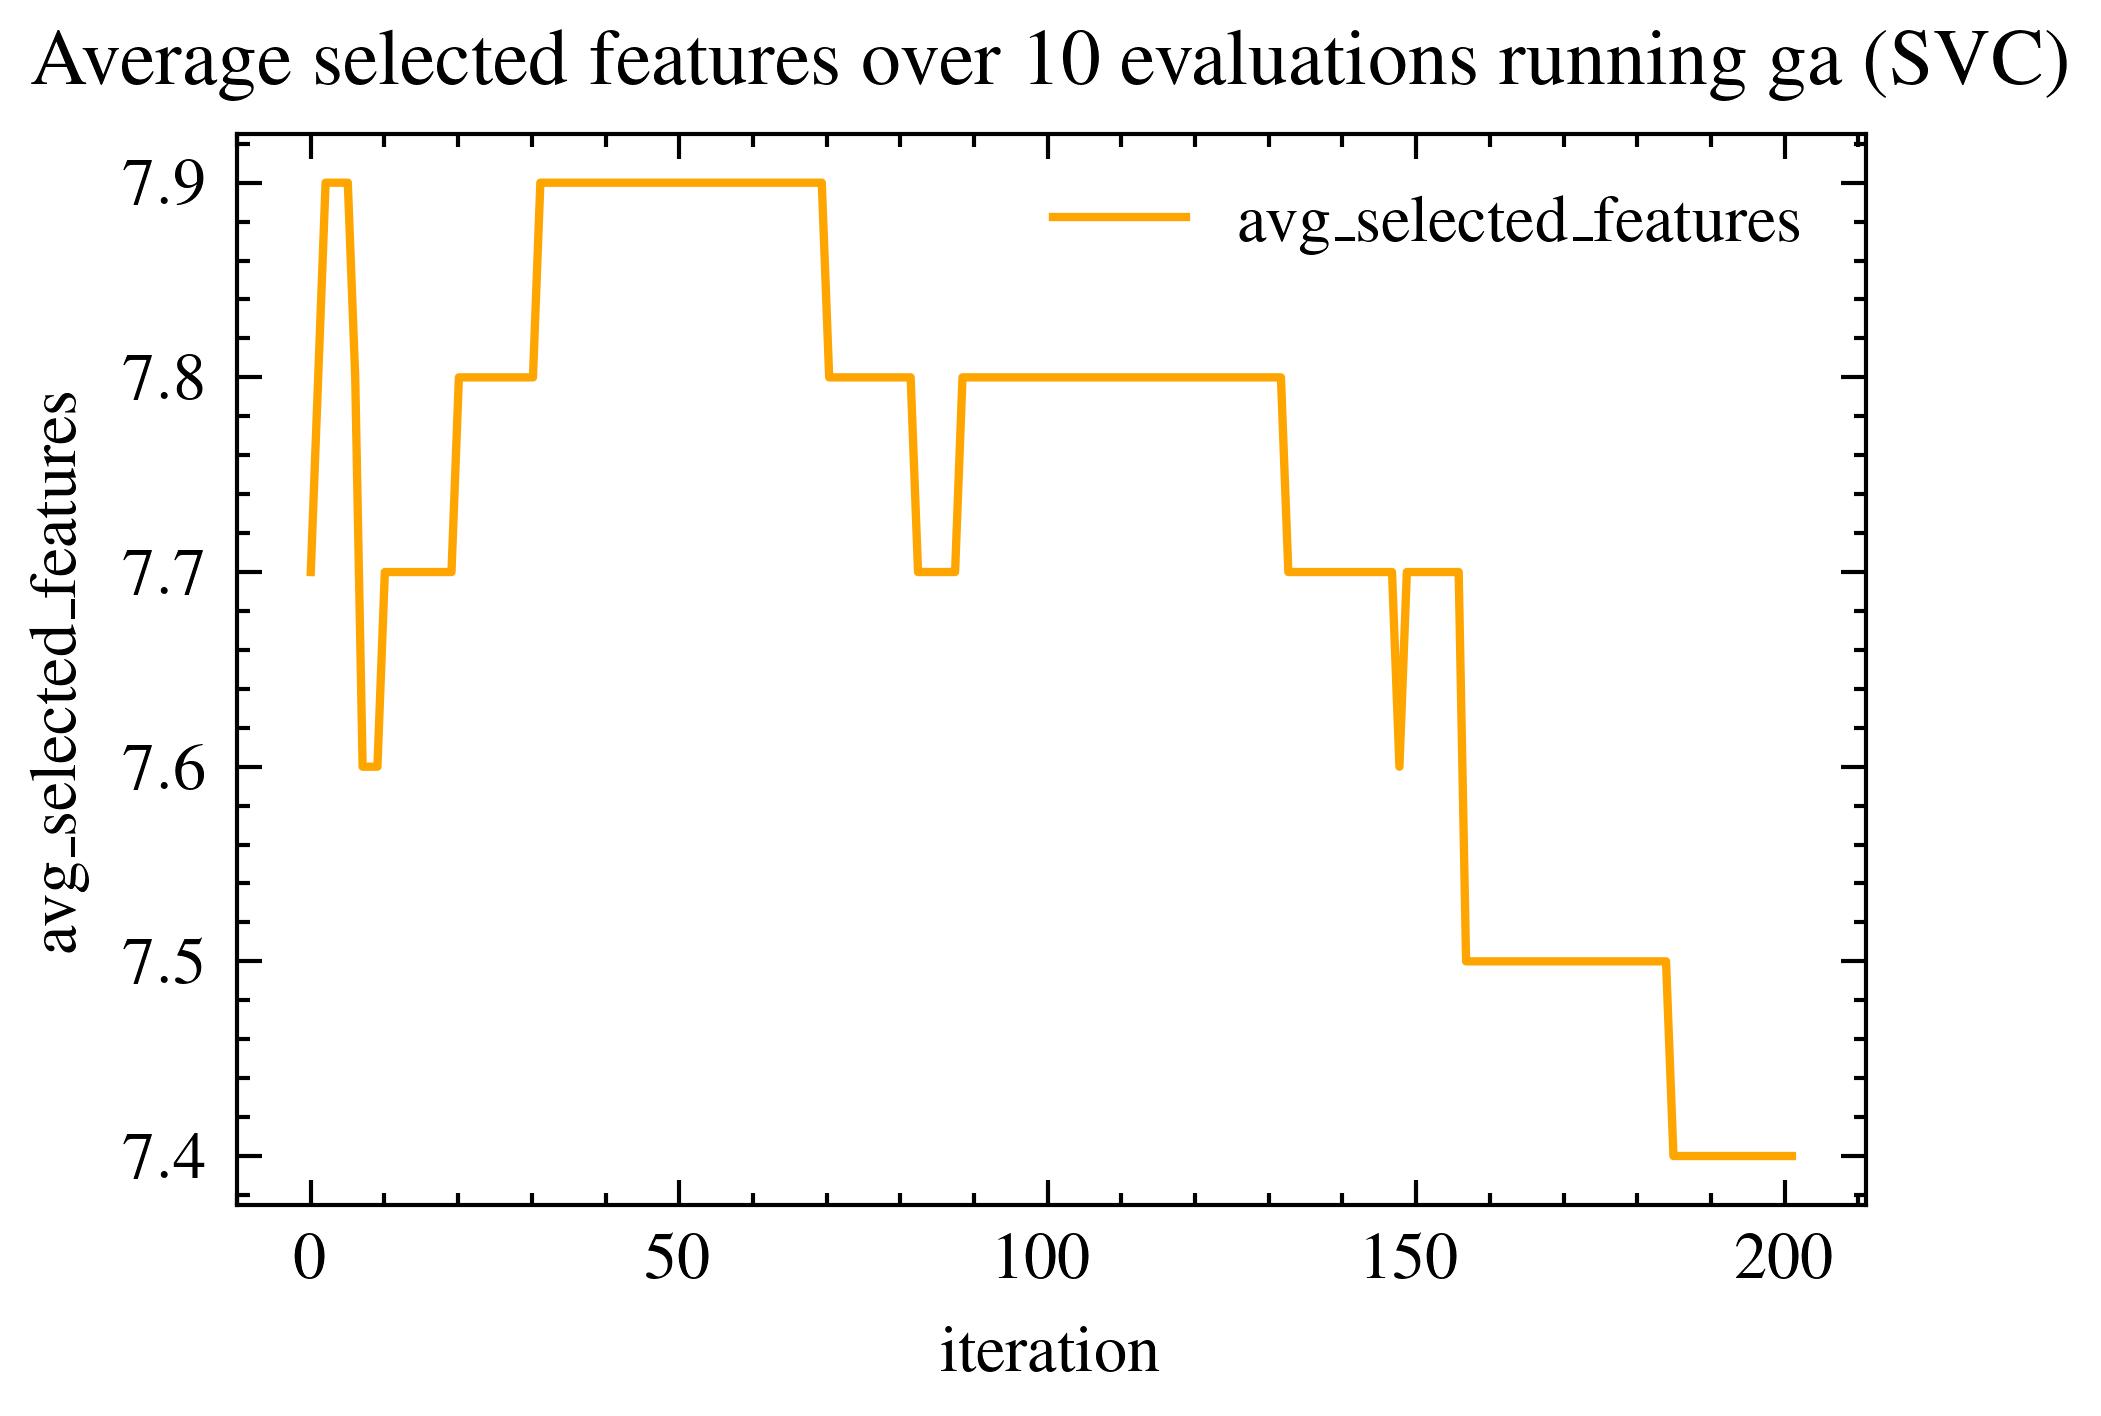 Average selected features over 10 evaluations running ga (SVC)
avg_selected_features
7.9
7.8
7.7
7.6
7.5
7.4
avg_selected_features
0 50 100 150 200
iteration